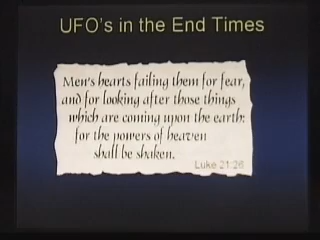 UFO's in the End Times
Men's hearts failing them for fear,
and for looking after those things
which are coming upon the earth:
for the powers of heaven
shall be shaken.
Luke 21:26